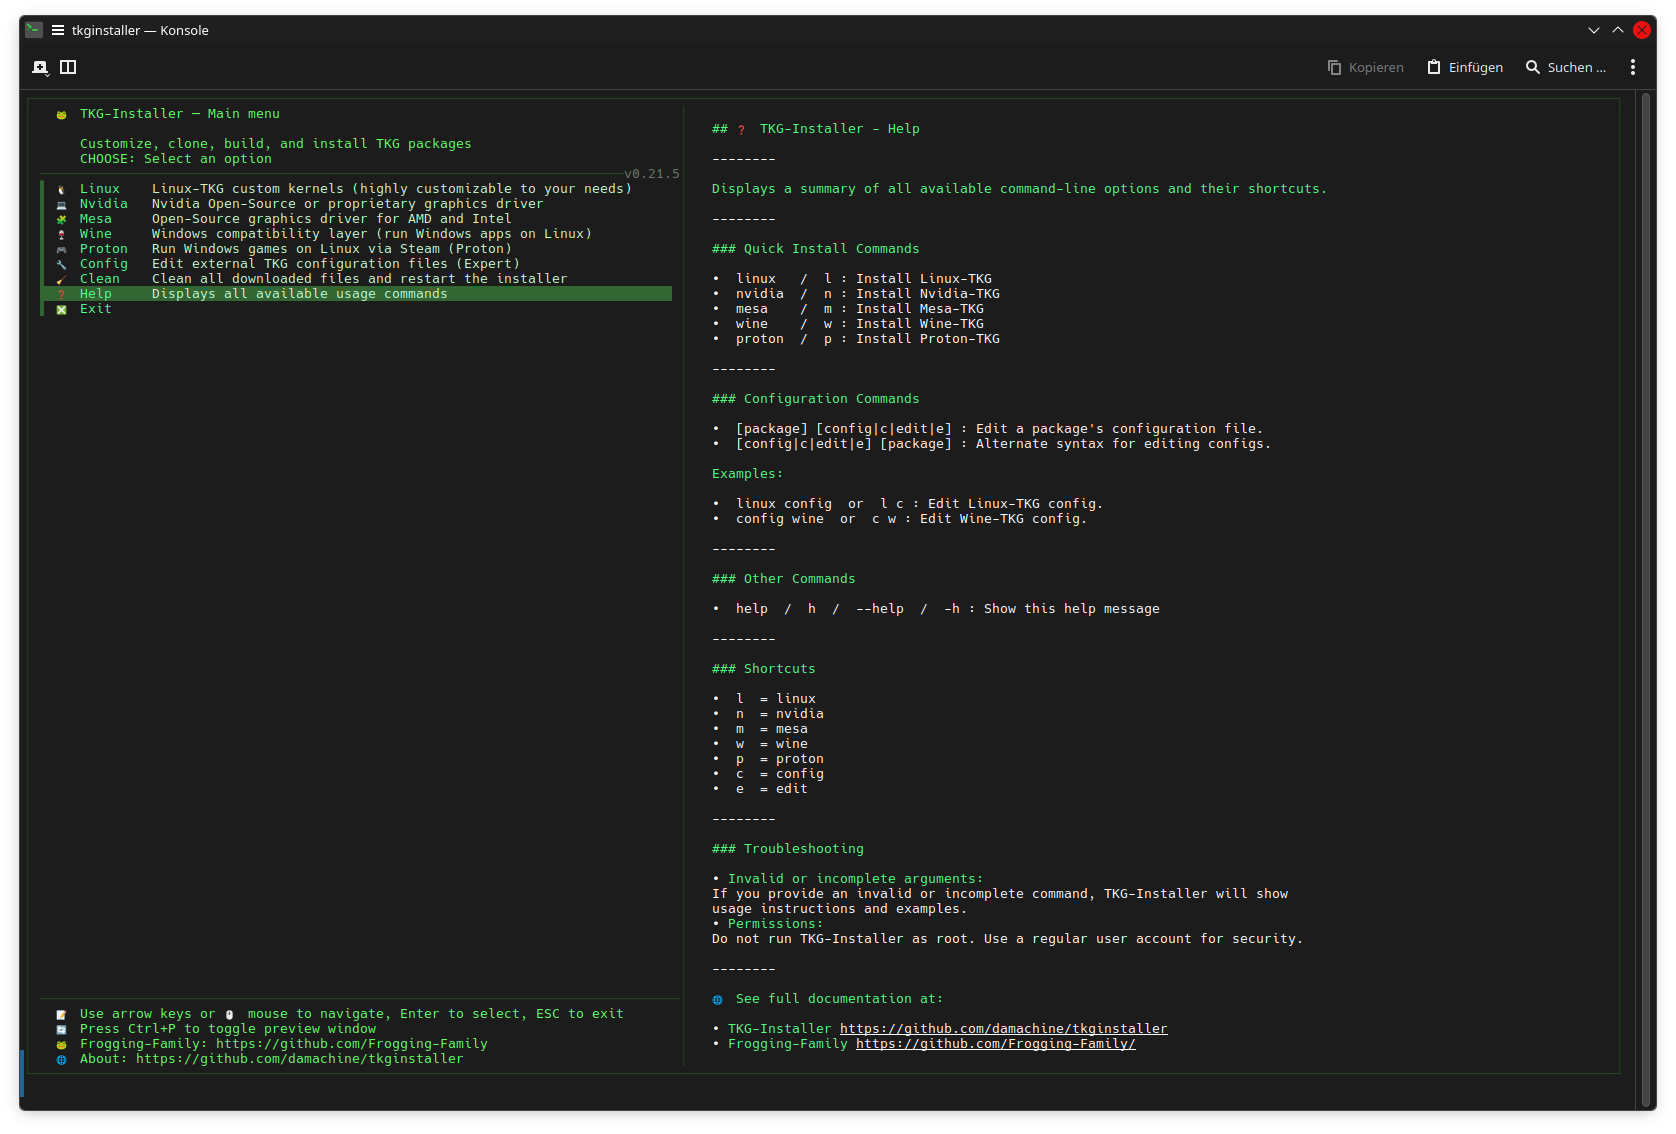 tkginstaller — Konsole
Kopieren
Einfügen
Suchen ...
TKG-Installer — Main menu
Customize, clone, build, and install TKG packages
CHOOSE: Select an option
v0.21.5
Linux    Linux-TKG custom kernels (highly customizable to your needs)
Nvidia   Nvidia Open-Source or proprietary graphics driver
Mesa     Open-Source graphics driver for AMD and Intel
Wine     Windows compatibility layer (run Windows apps on Linux)
Proton   Run Windows games on Linux via Steam (Proton)
Config   Edit external TKG configuration files (Expert)
Clean    Clean all downloaded files and restart the installer
Help     Displays all available usage commands
Exit
Use arrow keys or mouse to navigate, Enter to select, ESC to exit
Press Ctrl+P to toggle preview window
Frogging-Family: https://github.com/Frogging-Family
About: https://github.com/damachine/tkginstaller
## ❓ TKG-Installer - Help
--------
Displays a summary of all available command-line options and their shortcuts.
--------
### Quick Install Commands
•  linux   /  l : Install Linux-TKG
•  nvidia  /  n : Install Nvidia-TKG
•  mesa    /  m : Install Mesa-TKG
•  wine    /  w : Install Wine-TKG
•  proton  /  p : Install Proton-TKG
--------
### Configuration Commands
•  [package] [config|c|edit|e] : Edit a package's configuration file.
•  [config|c|edit|e] [package] : Alternate syntax for editing configs.
Examples:
•  linux config  or  l c : Edit Linux-TKG config.
•  config wine  or  c w : Edit Wine-TKG config.
--------
### Other Commands
•  help  /  h  /  --help  /  -h : Show this help message
--------
### Shortcuts
•  l  = linux
•  n  = nvidia
•  m  = mesa
•  w  = wine
•  p  = proton
•  c  = config
•  e  = edit
--------
### Troubleshooting
• Invalid or incomplete arguments:
If you provide an invalid or incomplete command, TKG-Installer will show
usage instructions and examples.
• Permissions:
Do not run TKG-Installer as root. Use a regular user account for security.
--------
See full documentation at:
• TKG-Installer https://github.com/damachine/tkginstaller
• Frogging-Family https://github.com/Frogging-Family/